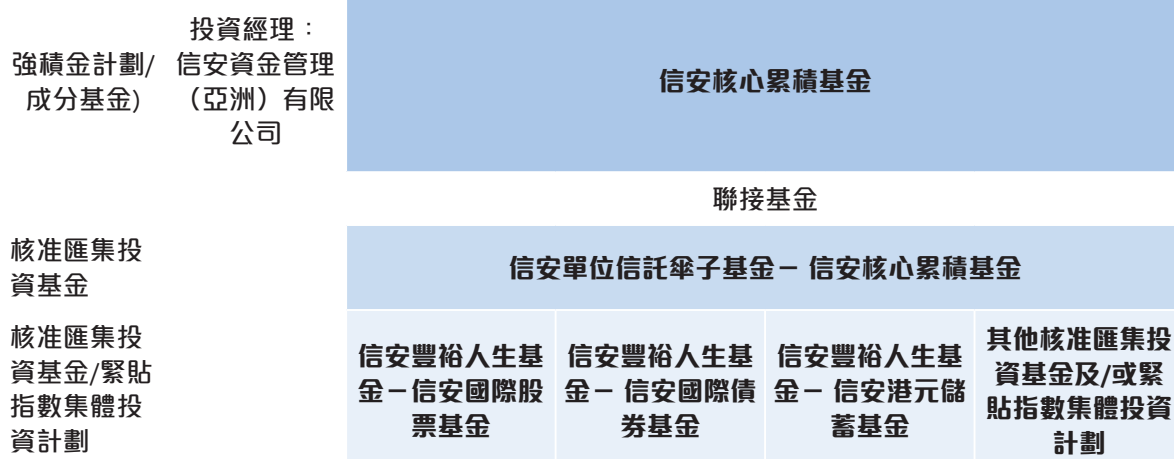 強積金計劃/
成分基金)
投資經理：
信安資金管理
（亞洲）有限
公司
信安核心累積基金
聯接基金
核准匯集投
資基金
信安單位信託傘子基金－ 信安核心累積基金
核准匯集投
資基金/緊貼
指數集體投
資計劃
信安豐裕人生基
金－信安國際股
票基金
信安豐裕人生基
金－ 信安國際債
券基金
信安豐裕人生基
金－ 信安港元儲
蓄基金
其他核准匯集投
資基金及/或緊
貼指數集體投資
計劃